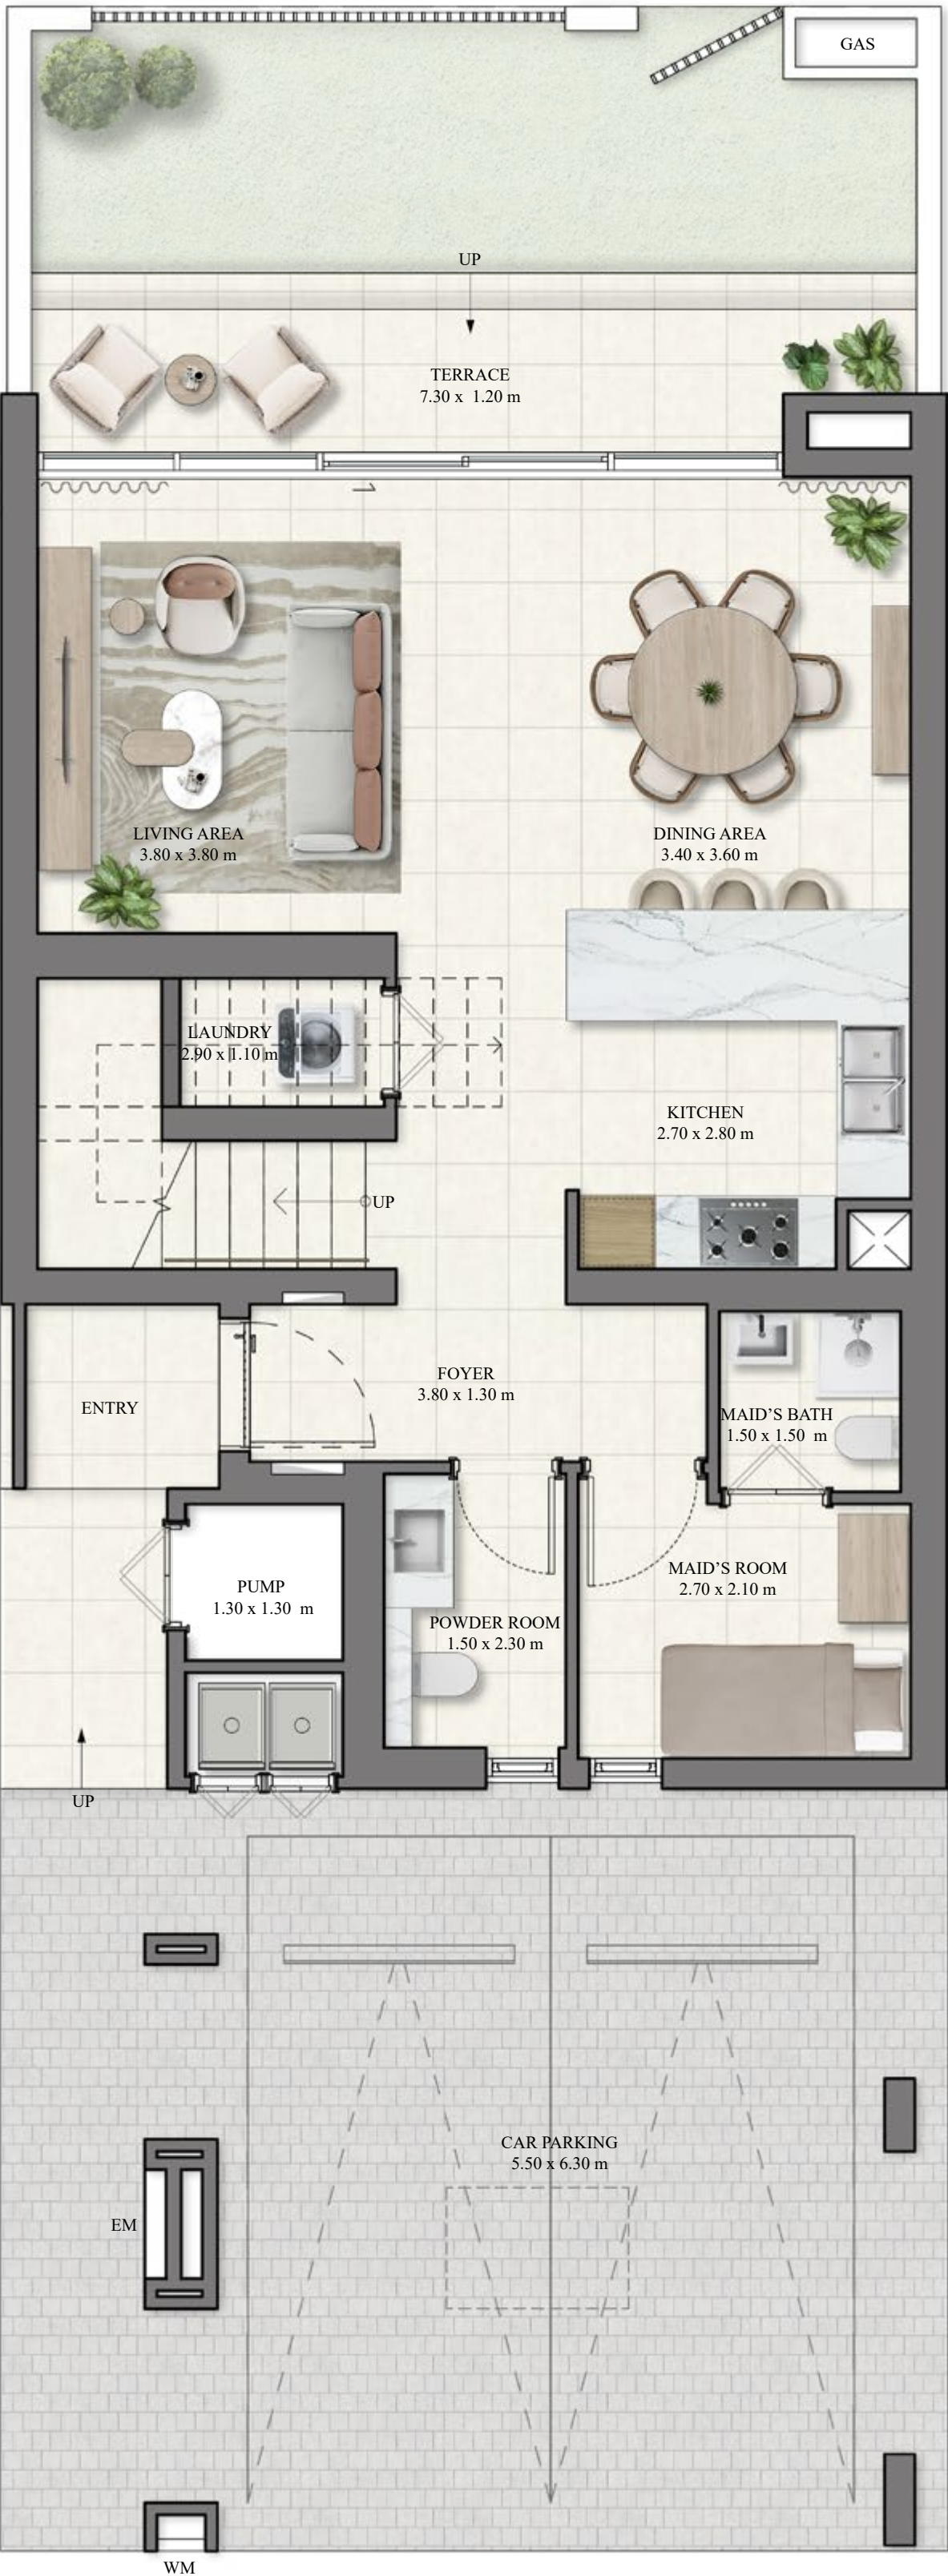 GAS
UP
TERRACE
7.30 x 1.20 m
LIVING AREA
3.80 x 3.80 m
DINING AREA
3.40 x 3.60 m
LAUNDRY
2.90 x 1.10 m
KITCHEN
2.70 x 2.80 m
UP
FOYER
3.80 x 1.30 m
ENTRY
MAID'S BATH
1.50 x 1.50 m
MAID'S ROOM
2.70 x 2.10 m
PUMP
1.30 x 1.30 m
POWDER ROOM
1.50 x 2.30 m
UP
CAR PARKING
5.50 x 6.30 m
EM
WM